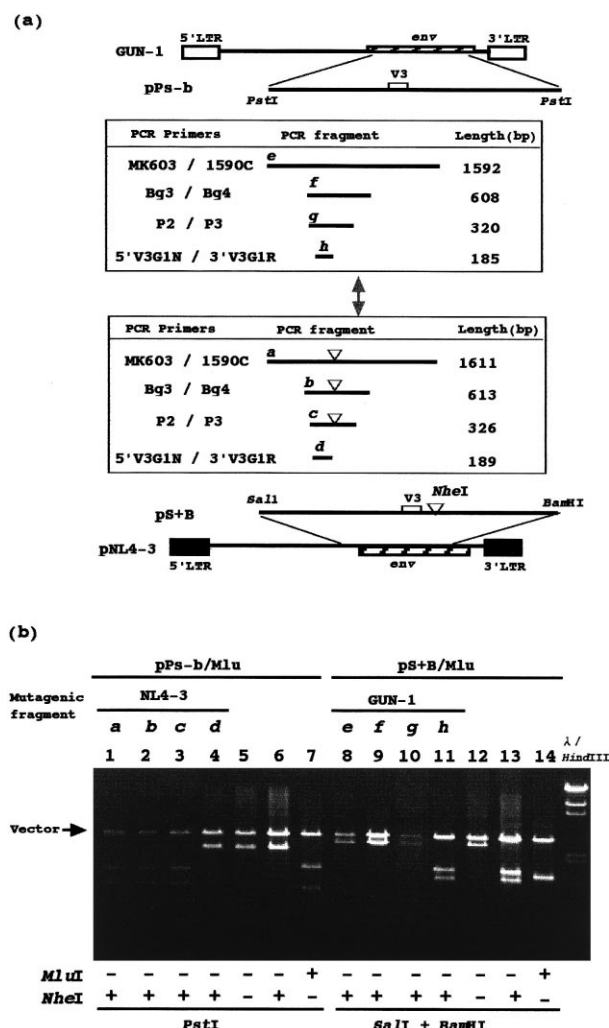 (a)
5'LTR env 3'LTR
GUN-1
pPs-b V3
PstI PstI
PCR Primers PCR fragment Length(bp)
MK603 / 1590C e 1592
Bg3 / Bg4 f 608
P2 / P3 g 320
5'V3G1N / 3'V3G1R h 185
PCR Primers PCR fragment Length(bp)
MK603 / 1590C a 1611
Bg3 / Bg4 b 613
P2 / P3 c 326
5'V3G1N / 3'V3G1R d 189
NheI
SalI V3 BamHI
pS+B
pNL4-3
5'LTR env 3'LTR
(b)
pPs-b/Mlu pS+B/Mlu
Mutagenic fragment NL4-3 GUN-1
a b c d e f g h
1 2 3 4 5 6 7 8 9 10 11 12 13 14 λ / HindIII
Vector
MluI - - - - - - + - - - - - - +
NheI + + + + - + - + + + + - + -
PstI SalI + BamHI